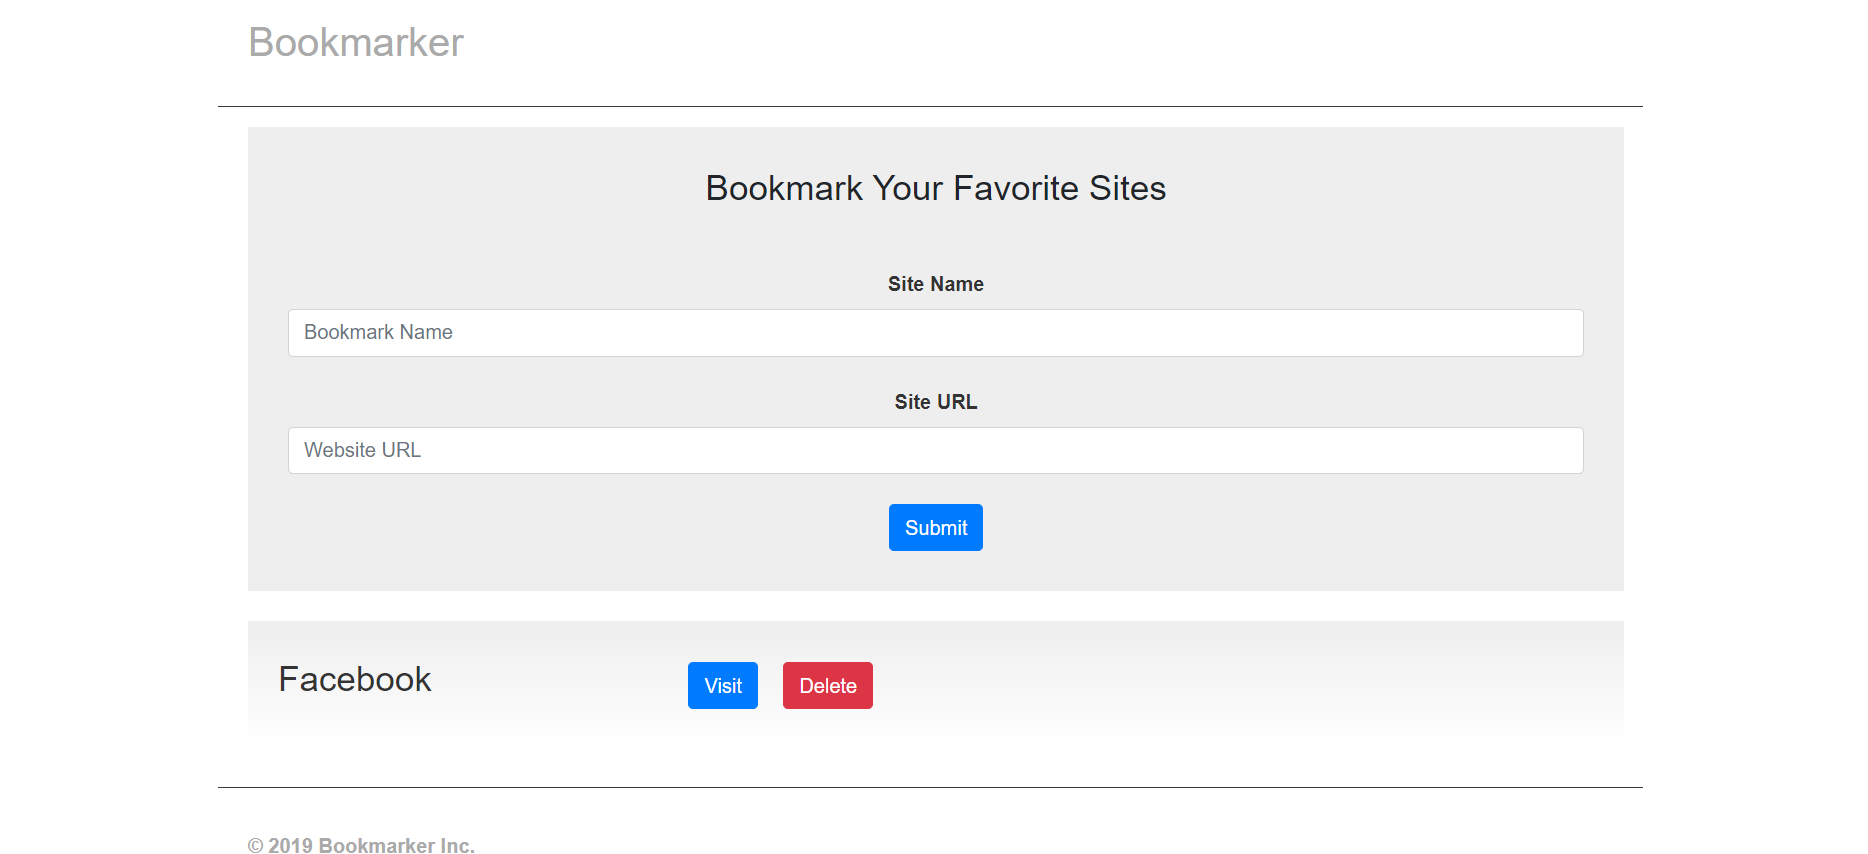 Bookmarker
Bookmark Your Favorite Sites
Site Name
Bookmark Name
Site URL
Website URL
Submit
Facebook Visit Delete
© 2019 Bookmarker Inc.